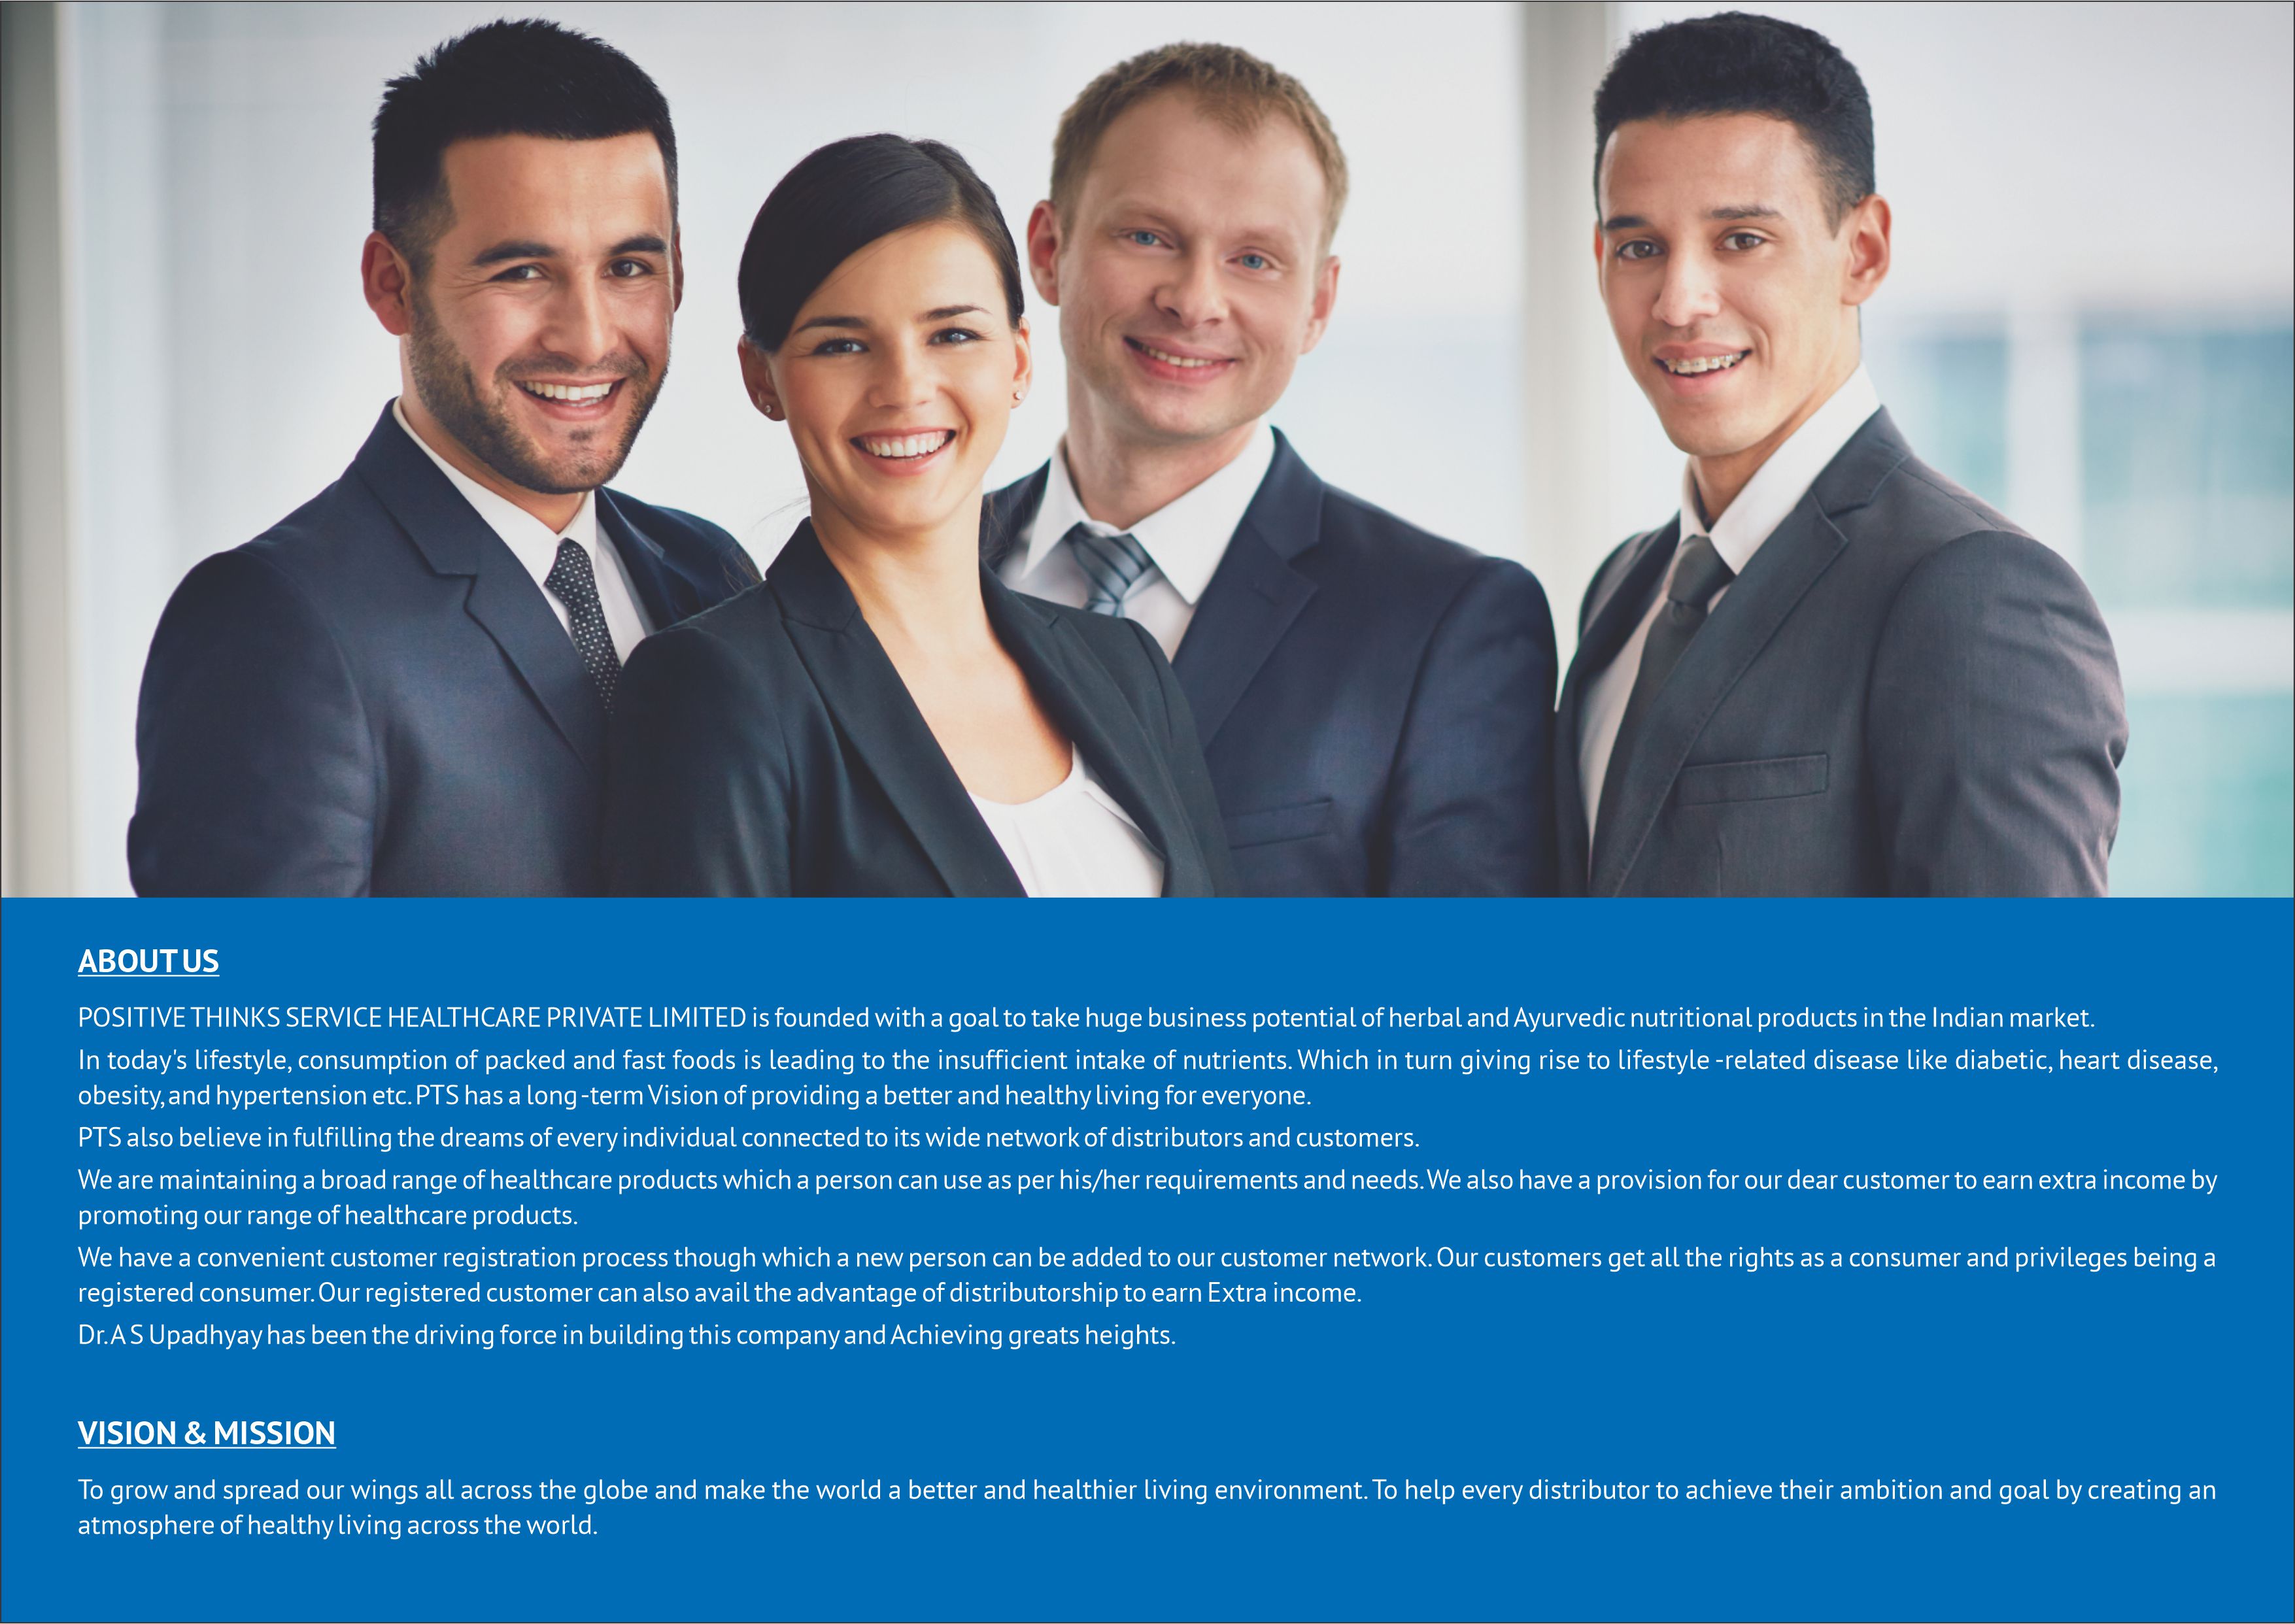 ABOUT US
POSITIVE THINKS SERVICE HEALTHCARE PRIVATE LIMITED is founded with a goal to take huge business potential of herbal and Ayurvedic nutritional products in the Indian market.
In today's lifestyle, consumption of packed and fast foods is leading to the insufficient intake of nutrients. Which in turn giving rise to lifestyle -related disease like diabetic, heart disease,
obesity, and hypertension etc. PTS has a long -term Vision of providing a better and healthy living for everyone.
PTS also believe in fulfilling the dreams of every individual connected to its wide network of distributors and customers.
We are maintaining a broad range of healthcare products which a person can use as per his/her requirements and needs. We also have a provision for our dear customer to earn extra income by
promoting our range of healthcare products.
We have a convenient customer registration process though which a new person can be added to our customer network. Our customers get all the rights as a consumer and privileges being a
registered consumer. Our registered customer can also avail the advantage of distributorship to earn Extra income.
Dr. A S Upadhyay has been the driving force in building this company and Achieving greats heights.
VISION & MISSION
To grow and spread our wings all across the globe and make the world a better and healthier living environment. To help every distributor to achieve their ambition and goal by creating an
atmosphere of healthy living across the world.